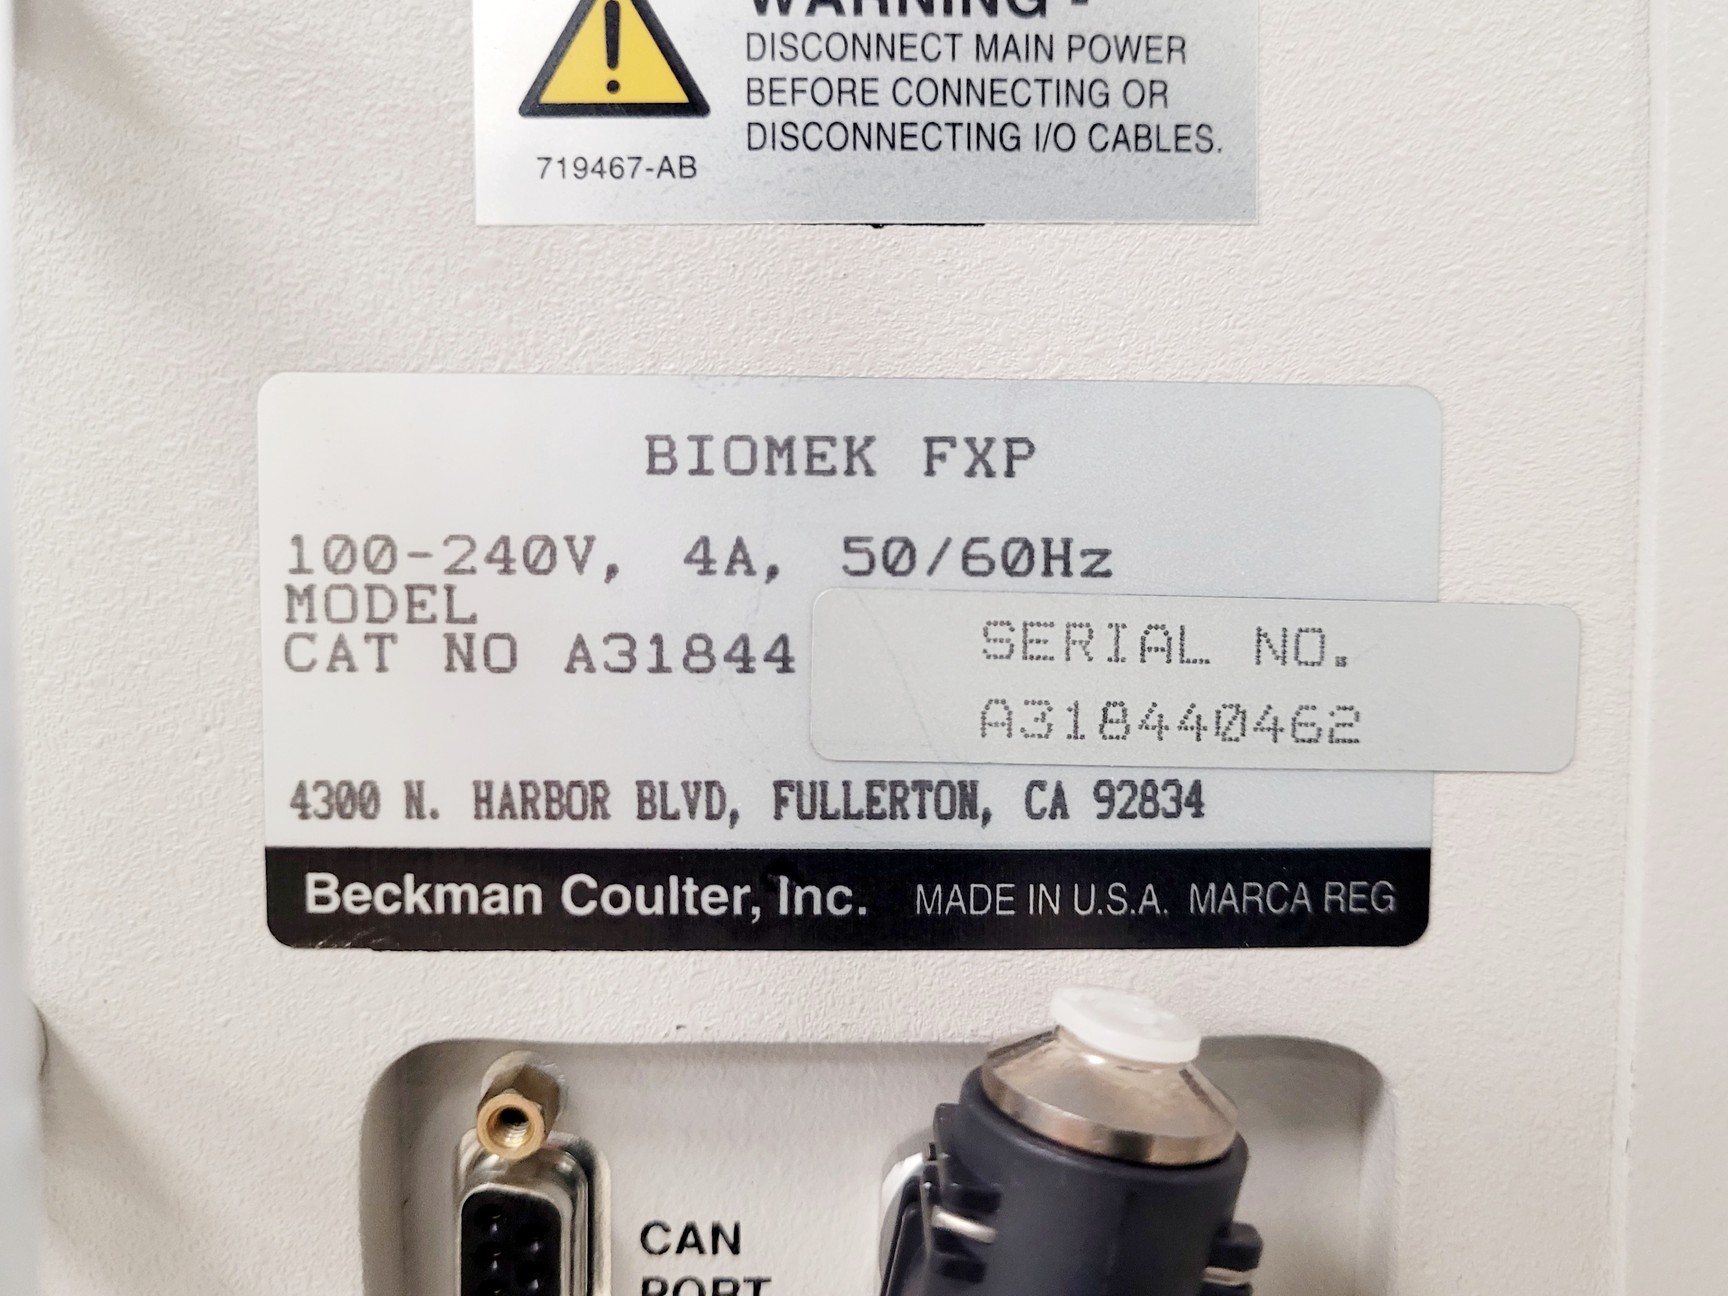 WARNING -
DISCONNECT MAIN POWER
BEFORE CONNECTING OR
DISCONNECTING I/O CABLES.
719467-AB
BIOMEK FXP
100-240V, 4A, 50/60Hz
MODEL
CAT NO A31844
SERIAL NO.
A318440462
4300 N. HARBOR BLVD, FULLERTON, CA 92834
Beckman Coulter, Inc. MADE IN U.S.A. MARCA REG
CAN
PORT